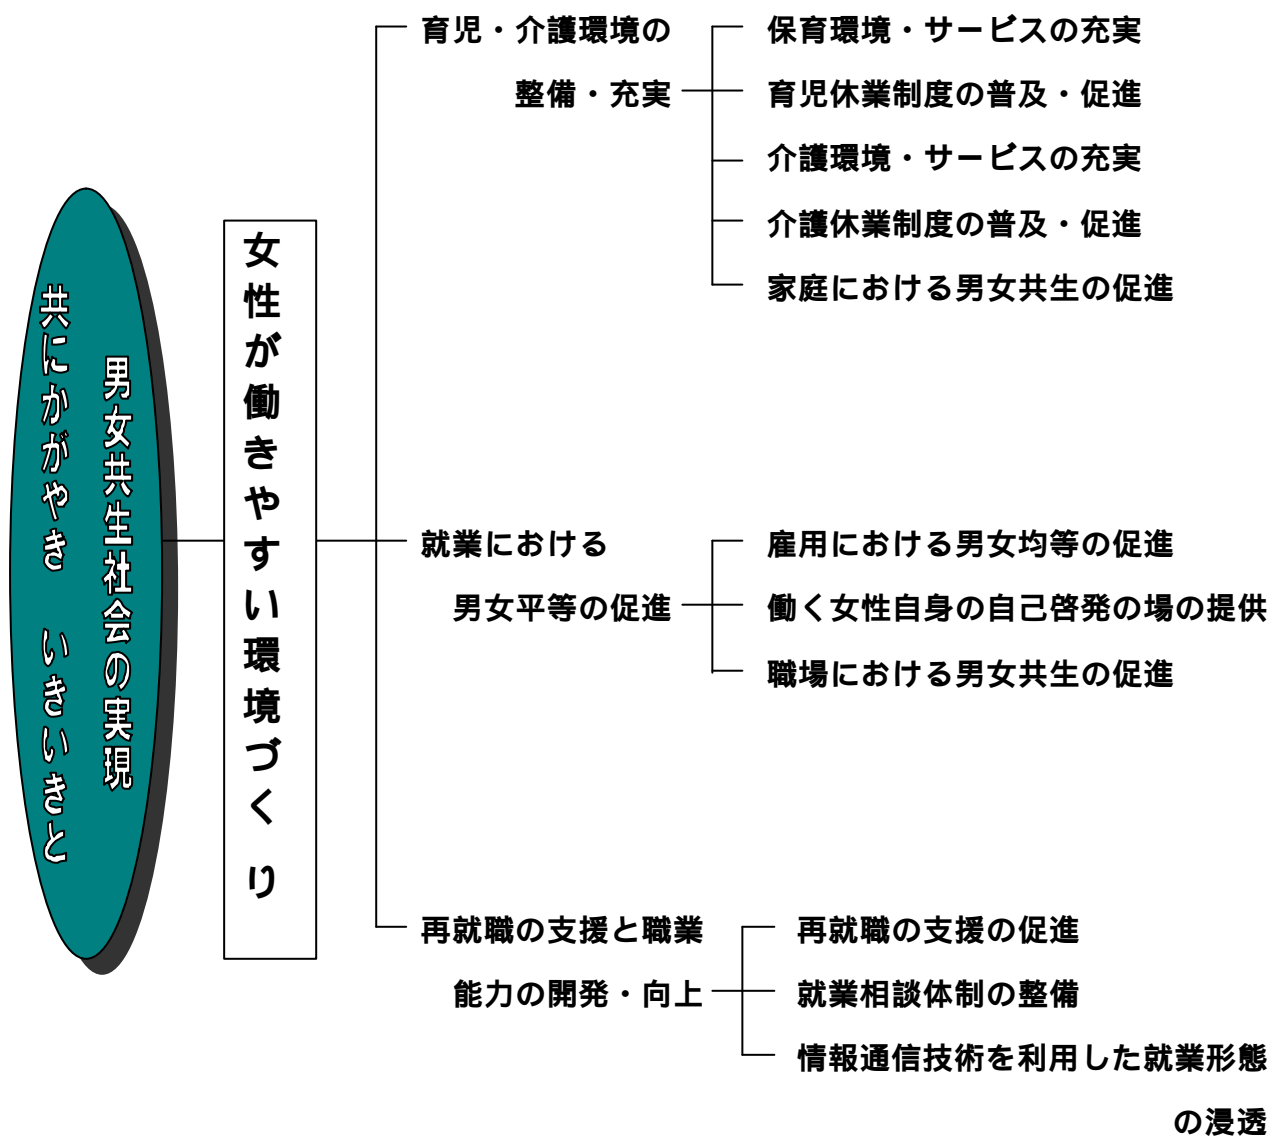 男女共生社会の実現
共にかがやき　いきいきと
女性が働きやすい環境づくり
育児・介護環境の
整備・充実
保育環境・サービスの充実
育児休業制度の普及・促進
介護環境・サービスの充実
介護休業制度の普及・促進
家庭における男女共生の促進
就業における
男女平等の促進
雇用における男女均等の促進
働く女性自身の自己啓発の場の提供
職場における男女共生の促進
再就職の支援と職業
能力の開発・向上
再就職の支援の促進
就業相談体制の整備
情報通信技術を利用した就業形態
の浸透